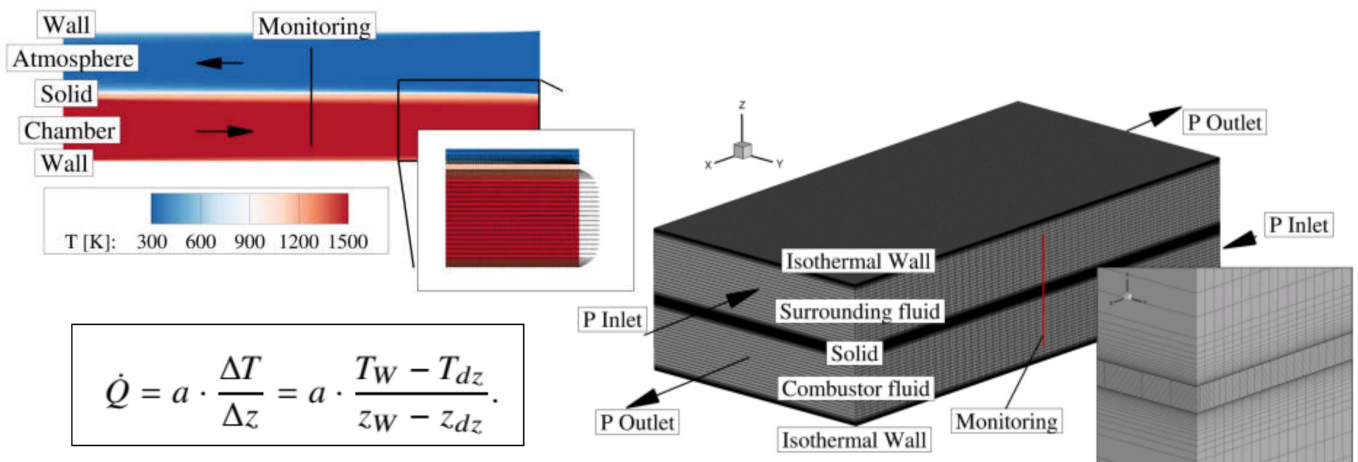 Wall
Monitoring
Atmosphere
Solid
Chamber
Wall
T [K]: 300 600 900 1200 1500
Q̇ = a · ΔT/Δz = a · (T_W − T_dz)/(z_W − z_dz).
Z
X
Y
P Outlet
P Inlet
Isothermal Wall
Surrounding fluid
P Inlet
Solid
Combustor fluid
P Outlet
Monitoring
Isothermal Wall